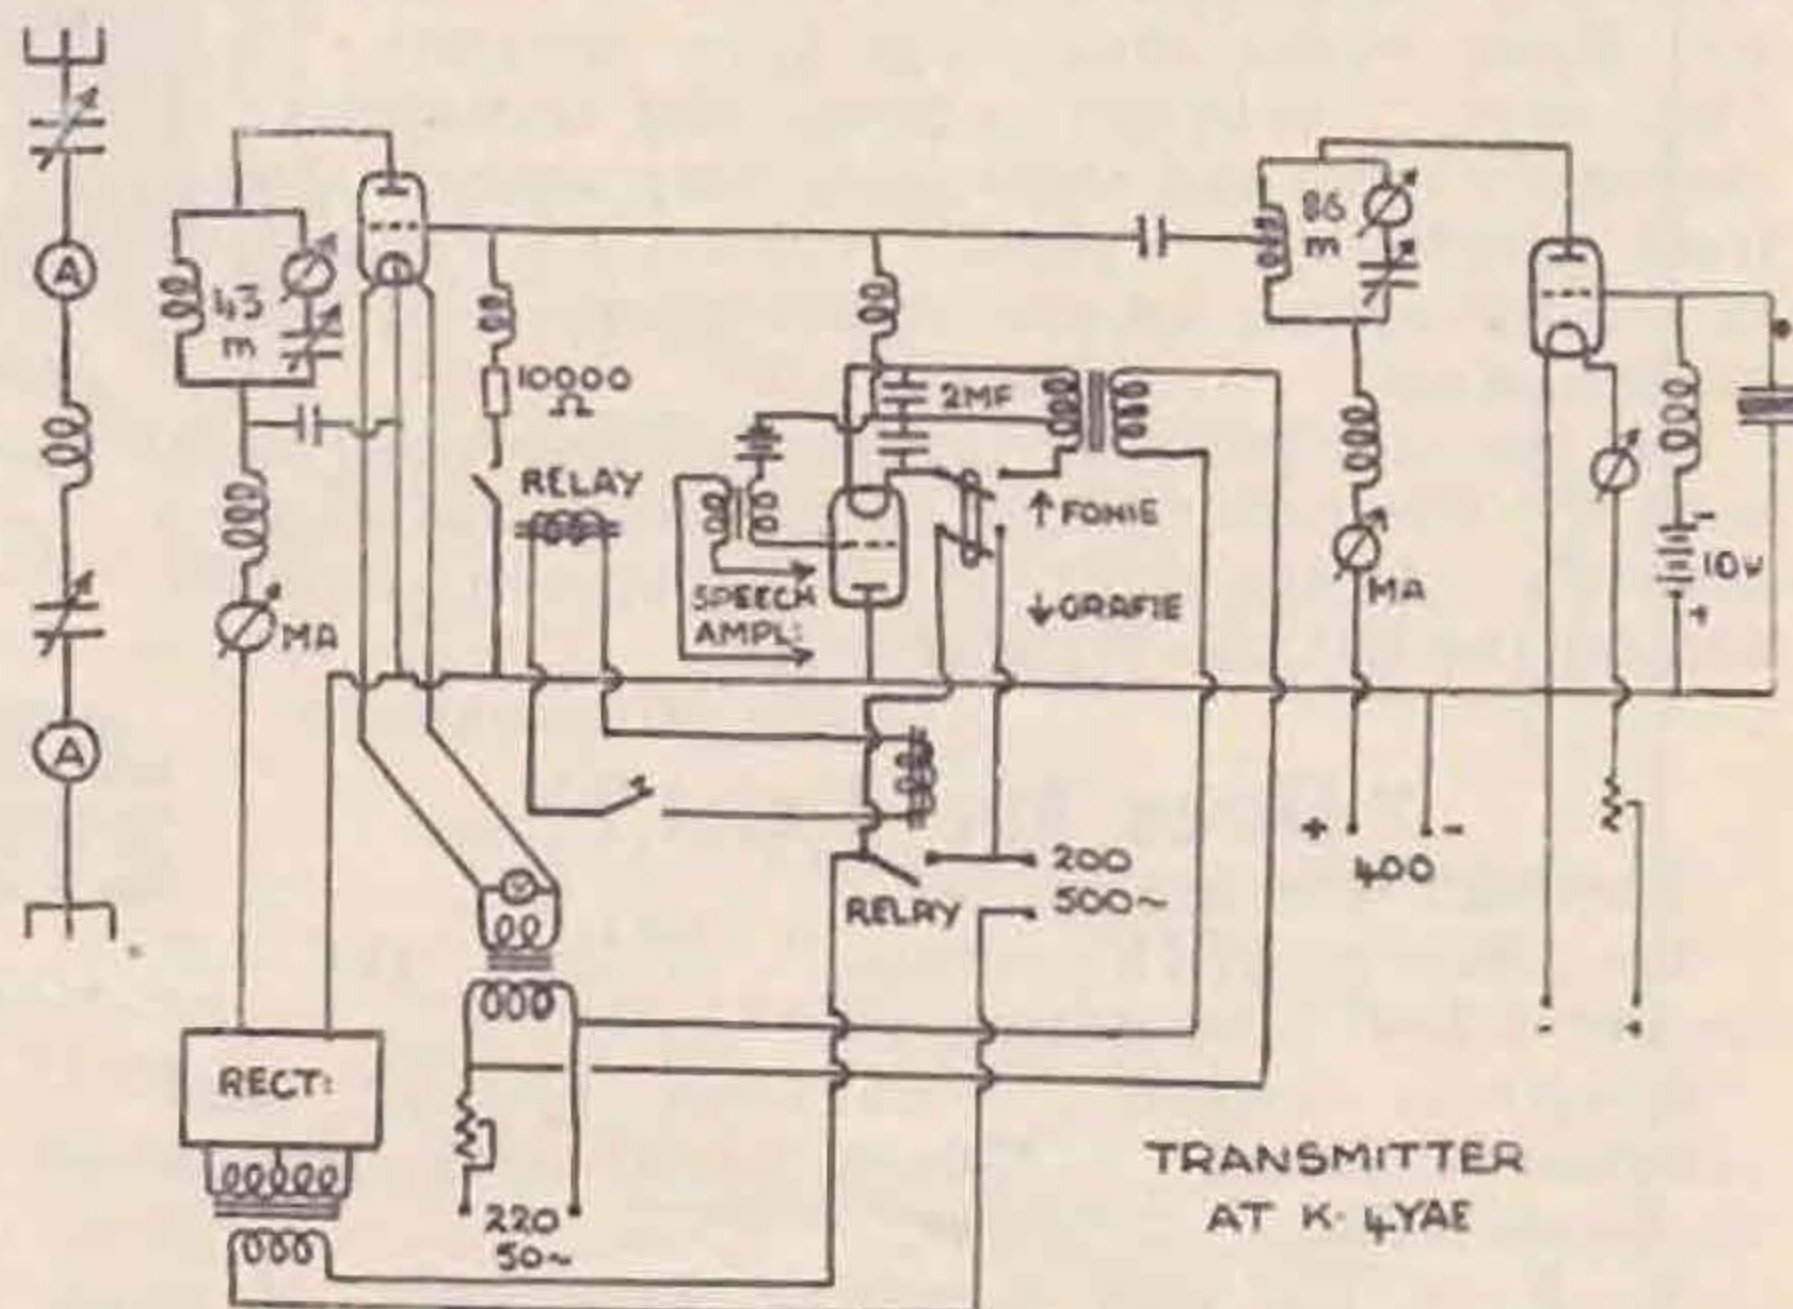 A
A
43
m
MA
10000
Ω
RELAY
2MF
SPEECH
AMPL:
↑ FONIE
↓ GRAFIE
86
m
MA
-
10V
+
+ -
400
200
500~
RELAY
V
RECT:
220
50~
- +
TRANSMITTER
AT K-4YAE